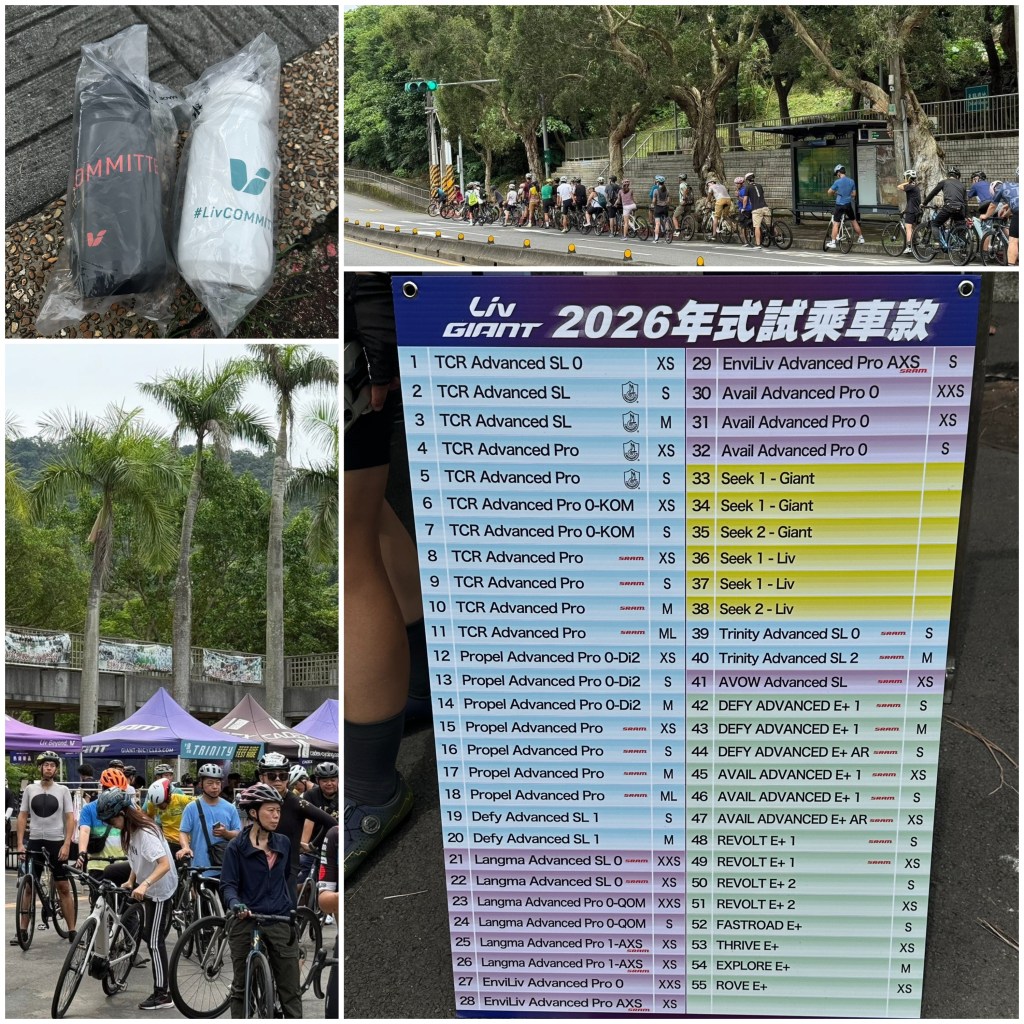 COMMITTE
#LivCOMMIT
Liv
GIANT
2026年式試乘車款
1 TCR Advanced SL 0 XS
2 TCR Advanced SL S
3 TCR Advanced SL M
4 TCR Advanced Pro XS
5 TCR Advanced Pro S
6 TCR Advanced Pro 0-KOM XS
7 TCR Advanced Pro 0-KOM S
8 TCR Advanced Pro SRAM XS
9 TCR Advanced Pro SRAM S
10 TCR Advanced Pro SRAM M
11 TCR Advanced Pro SRAM ML
12 Propel Advanced Pro 0-Di2 XS
13 Propel Advanced Pro 0-Di2 S
14 Propel Advanced Pro 0-Di2 M
15 Propel Advanced Pro SRAM XS
16 Propel Advanced Pro SRAM S
17 Propel Advanced Pro SRAM M
18 Propel Advanced Pro SRAM ML
19 Defy Advanced SL 1 S
20 Defy Advanced SL 1 M
21 Langma Advanced SL 0 SRAM XXS
22 Langma Advanced SL 0 SRAM XS
23 Langma Advanced Pro 0-QOM XXS
24 Langma Advanced Pro 0-QOM S
25 Langma Advanced Pro 1-AXS SRAM XS
26 Langma Advanced Pro 1-AXS SRAM XS
27 EnviLiv Advanced Pro 0 XXS
28 EnviLiv Advanced Pro AXS SRAM XS
29 EnviLiv Advanced Pro AXS SRAM S
30 Avail Advanced Pro 0 XXS
31 Avail Advanced Pro 0 XS
32 Avail Advanced Pro 0 S
33 Seek 1 - Giant
34 Seek 1 - Giant
35 Seek 2 - Giant
36 Seek 1 - Liv
37 Seek 1 - Liv
38 Seek 2 - Liv
39 Trinity Advanced SL 0 SRAM S
40 Trinity Advanced SL 2 SRAM M
41 AVOW Advanced SL SRAM XS
42 DEFY ADVANCED E+ 1 SRAM S
43 DEFY ADVANCED E+ 1 SRAM M
44 DEFY ADVANCED E+ AR SRAM S
45 AVAIL ADVANCED E+ 1 SRAM XS
46 AVAIL ADVANCED E+ 1 SRAM S
47 AVAIL ADVANCED E+ AR SRAM XS
48 REVOLT E+ 1 SRAM S
49 REVOLT E+ 1 SRAM XS
50 REVOLT E+ 2 S
51 REVOLT E+ 2 XS
52 FASTROAD E+ S
53 THRIVE E+ XS
54 EXPLORE E+ M
55 ROVE E+ XS
Liv Beyond.
GIANT
GIANT-BICYCLES.COM
TRINITY